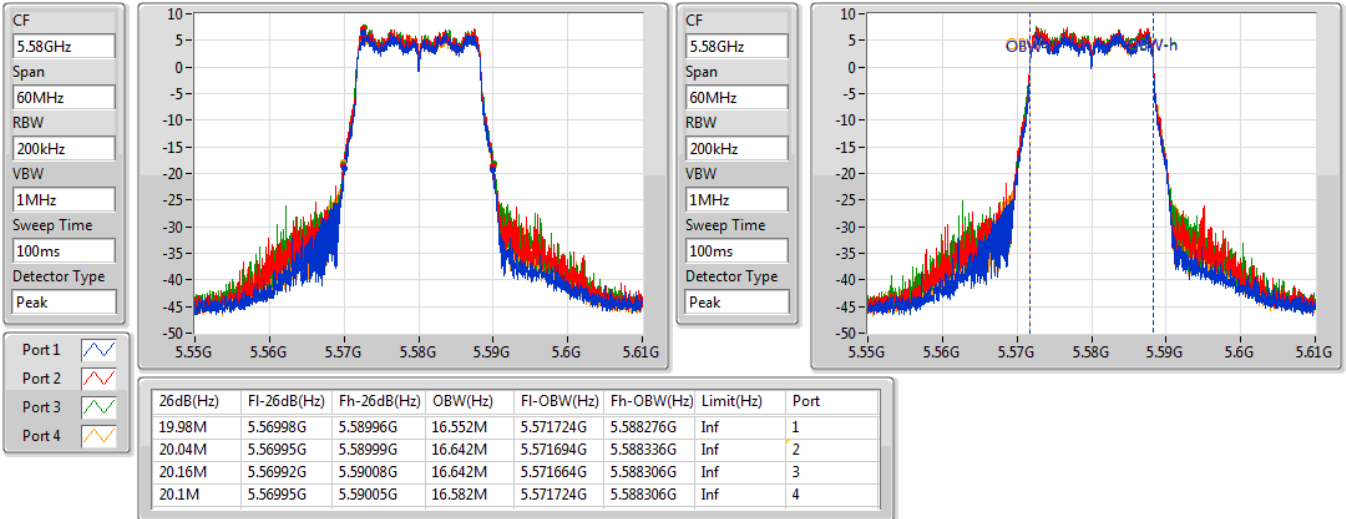 CF
5.58GHz
Span
60MHz
RBW
200kHz
VBW
1MHz
Sweep Time
100ms
Detector Type
Peak
10
5
0
-5
-10
-15
-20
-25
-30
-35
-40
-45
-50
5.55G 5.56G 5.57G 5.58G 5.59G 5.6G 5.61G
CF
5.58GHz
Span
60MHz
RBW
200kHz
VBW
1MHz
Sweep Time
100ms
Detector Type
Peak
10
5
0
-5
-10
-15
-20
-25
-30
-35
-40
-45
-50
5.55G 5.56G 5.57G 5.58G 5.59G 5.6G 5.61G
Port 1
Port 2
Port 3
Port 4
26dB(Hz) Fl-26dB(Hz) Fh-26dB(Hz) OBW(Hz) Fl-OBW(Hz) Fh-OBW(Hz) Limit(Hz) Port
19.98M 5.56998G 5.58996G 16.552M 5.571724G 5.588276G Inf 1
20.04M 5.56995G 5.58999G 16.642M 5.571694G 5.588336G Inf 2
20.16M 5.56992G 5.59008G 16.642M 5.571664G 5.588306G Inf 3
20.1M 5.56995G 5.59005G 16.582M 5.571724G 5.588306G Inf 4